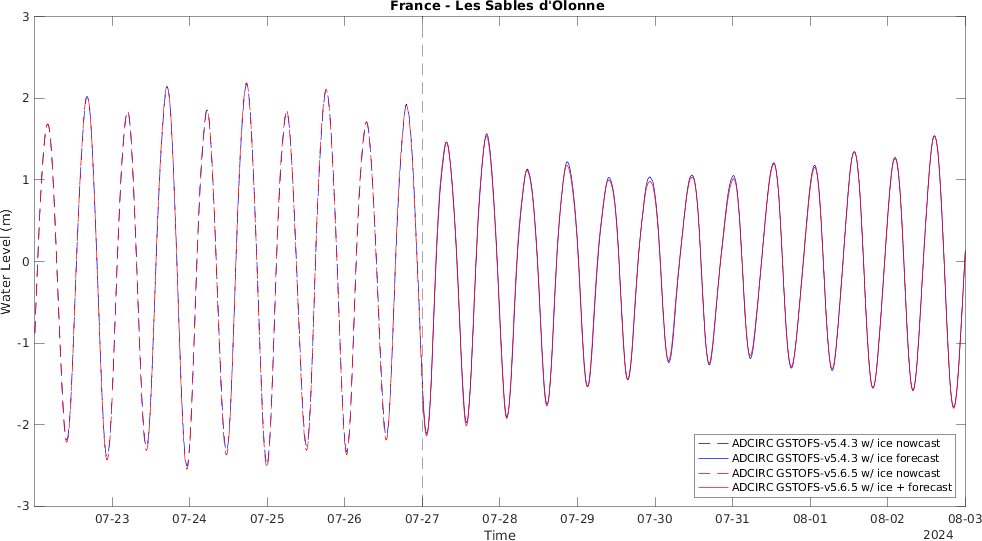 France - Les Sables d'Olonne
3
2
1
0
-1
-2
-3
Water Level (m)
ADCIRC GSTOFS-v5.4.3 w/ ice nowcast
ADCIRC GSTOFS-v5.4.3 w/ ice forecast
ADCIRC GSTOFS-v5.6.5 w/ ice nowcast
ADCIRC GSTOFS-v5.6.5 w/ ice + forecast
07-23 07-24 07-25 07-26 07-27 07-28 07-29 07-30 07-31 08-01 08-02 08-03
Time 2024